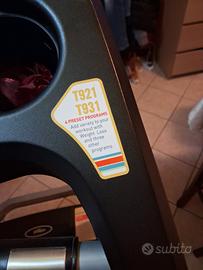 T921
T931
4 PRESET PROGRAMS
Add variety to your
workout with
Weight Loss
and three
other
programs
subito